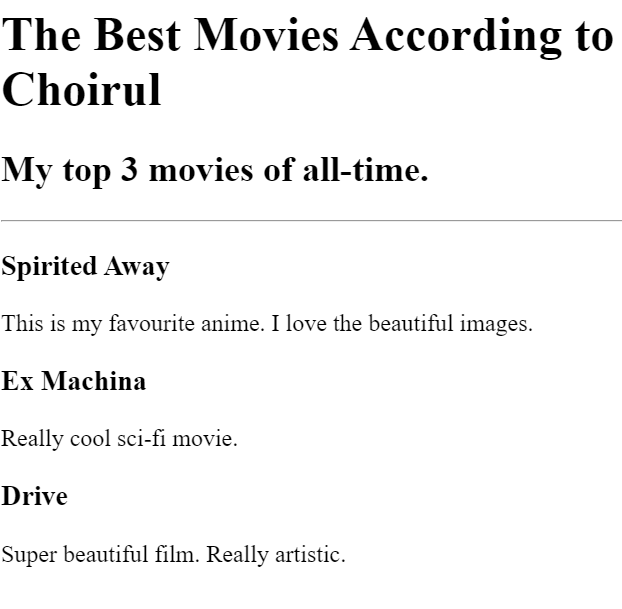 The Best Movies According to
Choirul
My top 3 movies of all-time.
Spirited Away
This is my favourite anime. I love the beautiful images.
Ex Machina
Really cool sci-fi movie.
Drive
Super beautiful film. Really artistic.